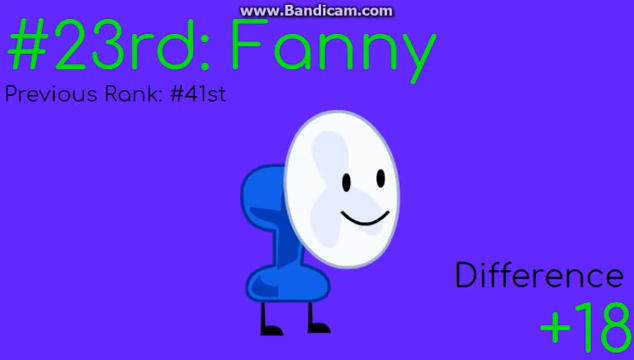 www.Bandicam.com
#23rd: Fanny
Previous Rank: #41st
Difference
+18